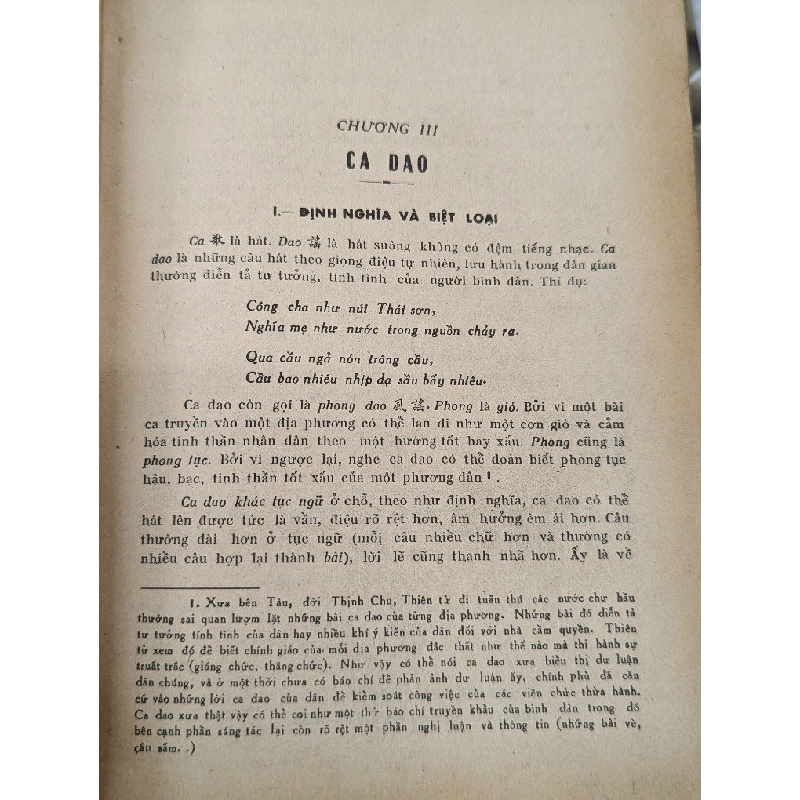 CHƯƠNG III
CA DAO
I.— ĐỊNH NGHĨA VÀ BIỆT LOẠI
Ca 歌 là hát. Dao 謠 là hát suông không có đệm tiếng nhạc. Ca
dao là những câu hát theo giọng điệu tự nhiên, lưu hành trong dân gian
thường diễn tả tư tưởng, tình tình của người bình dân. Thí dụ:
Công cha như núi Thái sơn,
Nghĩa mẹ như nước trong nguồn chảy ra.
Qua cầu ngả nón trông cầu,
Cầu bao nhiêu nhịp dạ sầu bấy nhiêu.
Ca dao còn gọi là phong dao 風謠. Phong là gió. Bởi vì một bài
ca truyền vào một địa phương có thể lan đi như một cơn gió và cảm
hóa tinh thần nhân dân theo một hướng tốt hay xấu. Phong cũng là
phong tục. Bởi vì ngược lại, nghe ca dao có thể đoán biết phong tục
hậu, bạc, tinh thần tốt xấu của một phương dân 1.
Ca dao khác tục ngữ ở chỗ, theo như định nghĩa, ca dao có thể
hát lên được tức là vần, điệu rõ rệt hơn, âm hưởng êm ái hơn. Câu
thường dài hơn ở tục ngữ (mỗi câu nhiều chữ hơn và thường có
nhiều câu hợp lại thành bài), lời lẽ cũng thanh nhã hơn. Ấy là về
1. Xưa bên Tàu, đời Thịnh Chu, Thiên tử đi tuần thú các nước chư hầu
thường sai quan lượm lặt những bài ca dao của từng địa phương. Những bài đó diễn tả
tư tưởng tính tình của dân hay nhiều khi ý kiến của dân đối với nhà cầm quyền. Thiên
tử xem đó để biết chính giáo của mỗi địa phương đắc thất như thế nào mà thi hành sự
truất trắc (giáng chức, thăng chức). Như vậy có thể nói ca dao xưa biểu thị dư luận
dân chúng, và ở một thời chưa có báo chí để phản ảnh dư luận ấy, chính phủ đã căn
cứ vào những lời ca dao của dân để kiểm soát công việc của các viên chức thừa hành.
Ca dao xưa thật vậy có thể coi như một thứ báo chí truyền khẩu của bình dân trong đó
bên cạnh phần sáng tác lại còn rõ rệt một phần nghị luận và thông tin (những bài vè,
câu sấm...)